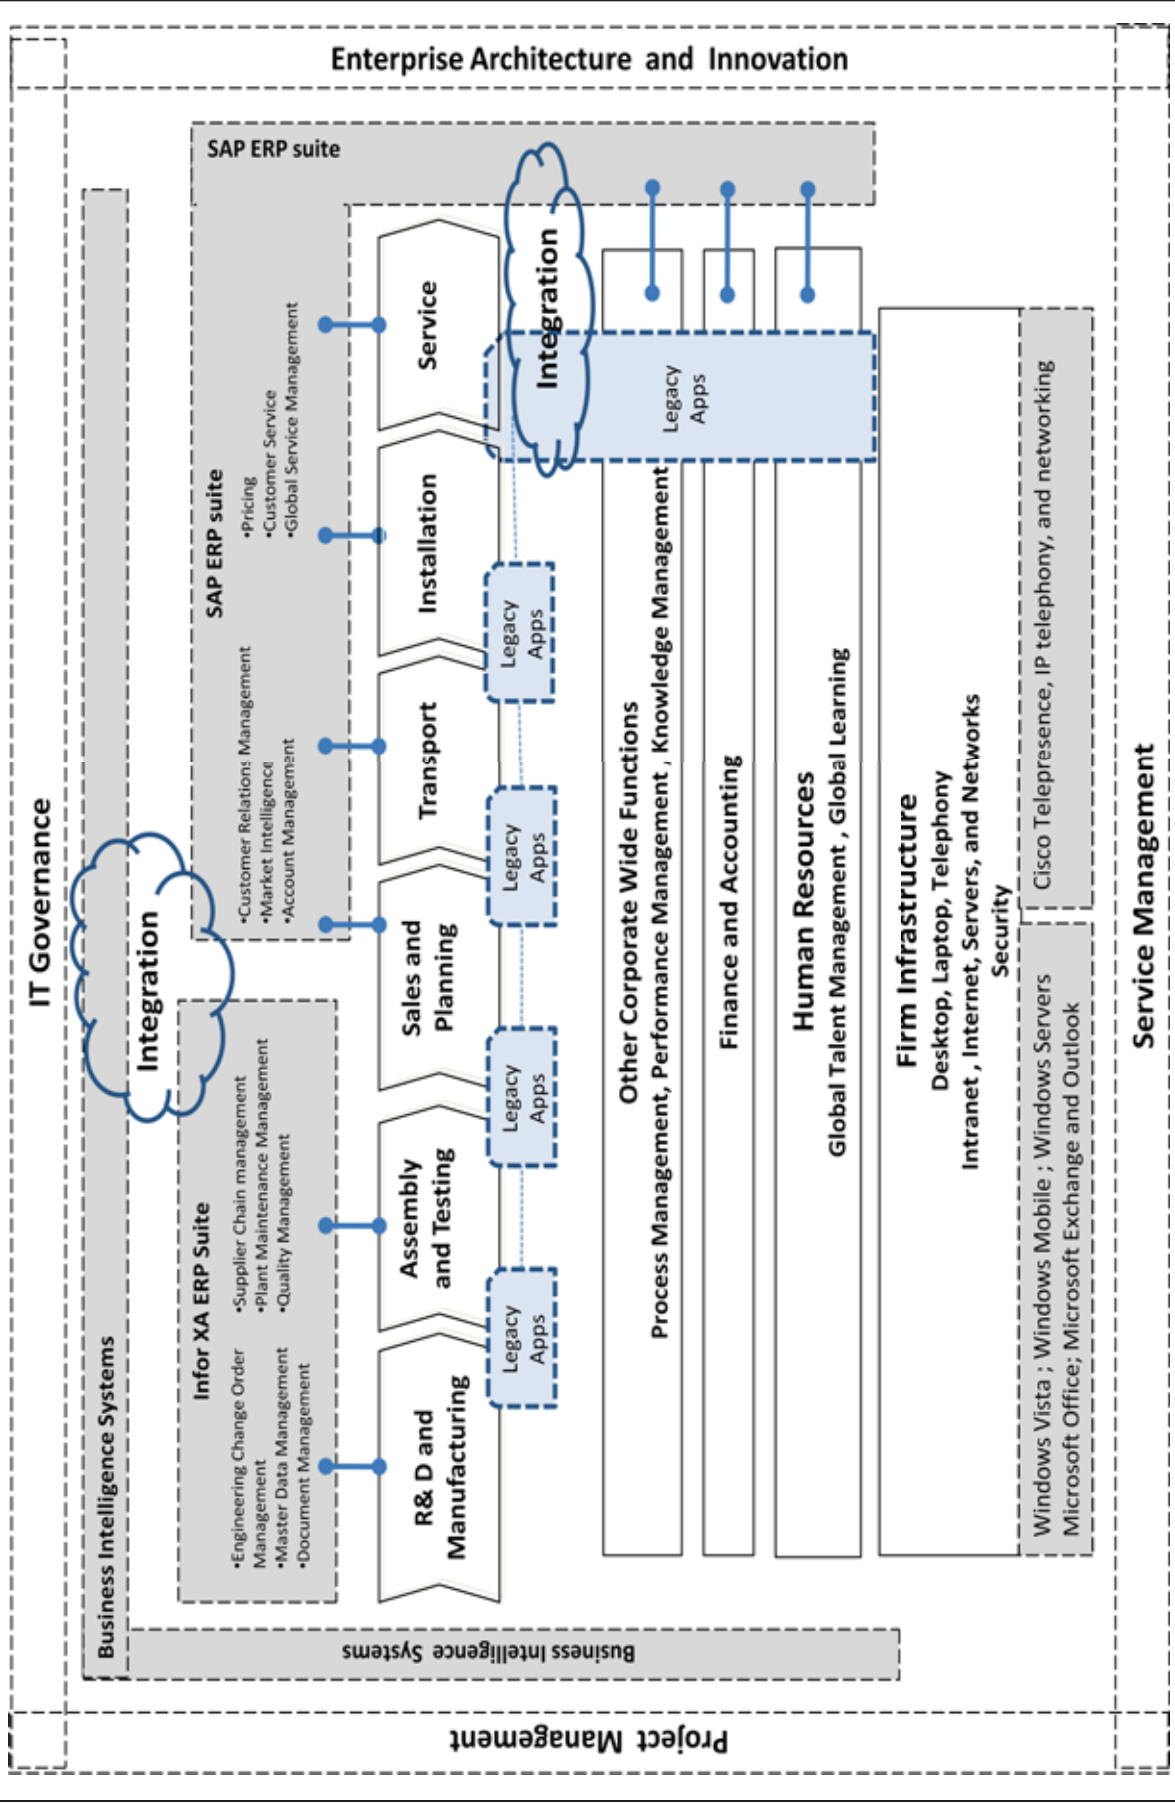 IT Governance
Enterprise Architecture and Innovation
Project Management
Service Management
Business Intelligence Systems
Business Intelligence Systems
Integration
Infor XA ERP Suite
•Engineering Change Order
Management
•Master Data Management
•Document Management
•Supplier Chain management
•Plant Maintenance Management
•Quality Management
SAP ERP suite
•Customer Relations Management
•Market Intelligence
•Account Management
•Pricing
•Customer Service
•Global Service Management
SAP ERP suite
R& D and
Manufacturing
Assembly
and Testing
Sales and
Planning
Transport
Installation
Service
Legacy
Apps
Legacy
Apps
Legacy
Apps
Legacy
Apps
Integration
Legacy
Apps
Other Corporate Wide Functions
Process Management, Performance Management , Knowledge Management
Finance and Accounting
Human Resources
Global Talent Management , Global Learning
Firm Infrastructure
Desktop, Laptop, Telephony
Intranet , Internet, Servers, and Networks
Security
Windows Vista ; Windows Mobile ; Windows Servers
Microsoft Office; Microsoft Exchange and Outlook
Cisco Telepresence, IP telephony, and networking